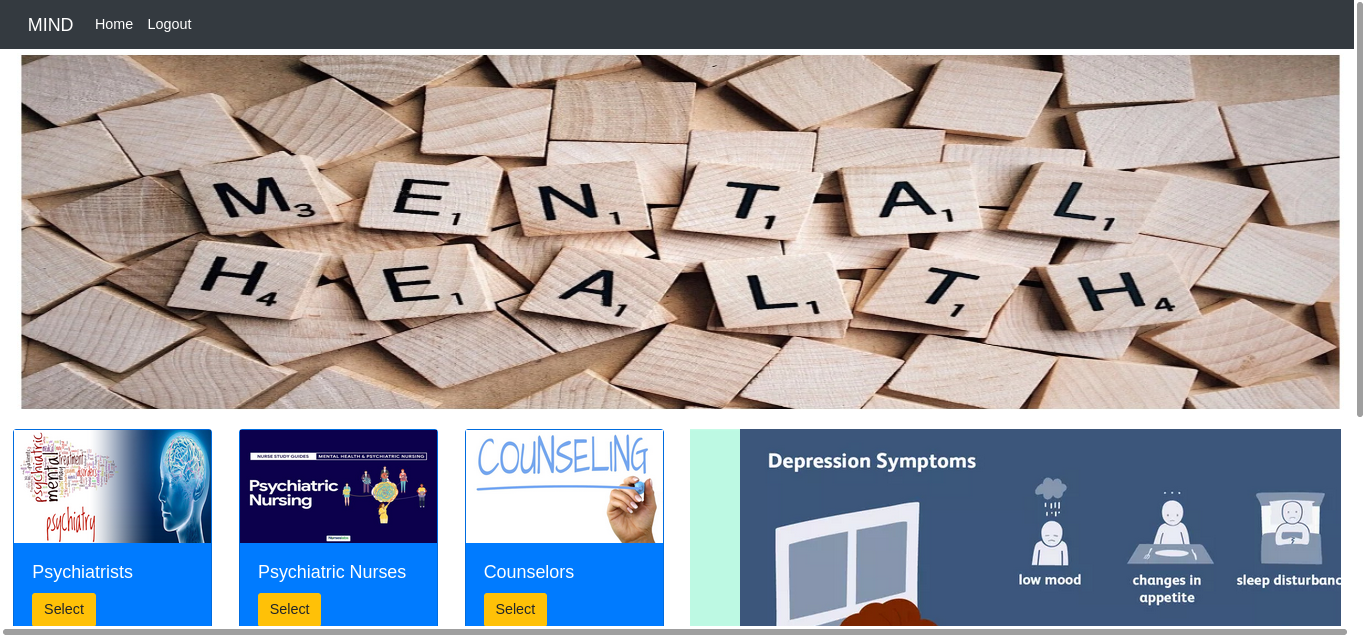 MIND Home Logout
M3 E1 N1 T1 A1 L1
H4 E1 A1 L1 T1 H4
psychiatric
mental
treatment
psychiatry
NURSE STUDY GUIDES MENTAL HEALTH & PSYCHIATRIC NURSING
Psychiatric
Nursing
COUNSELING
Depression Symptoms
low mood
changes in
appetite
sleep disturbanc
Psychiatrists
Select
Psychiatric Nurses
Select
Counselors
Select